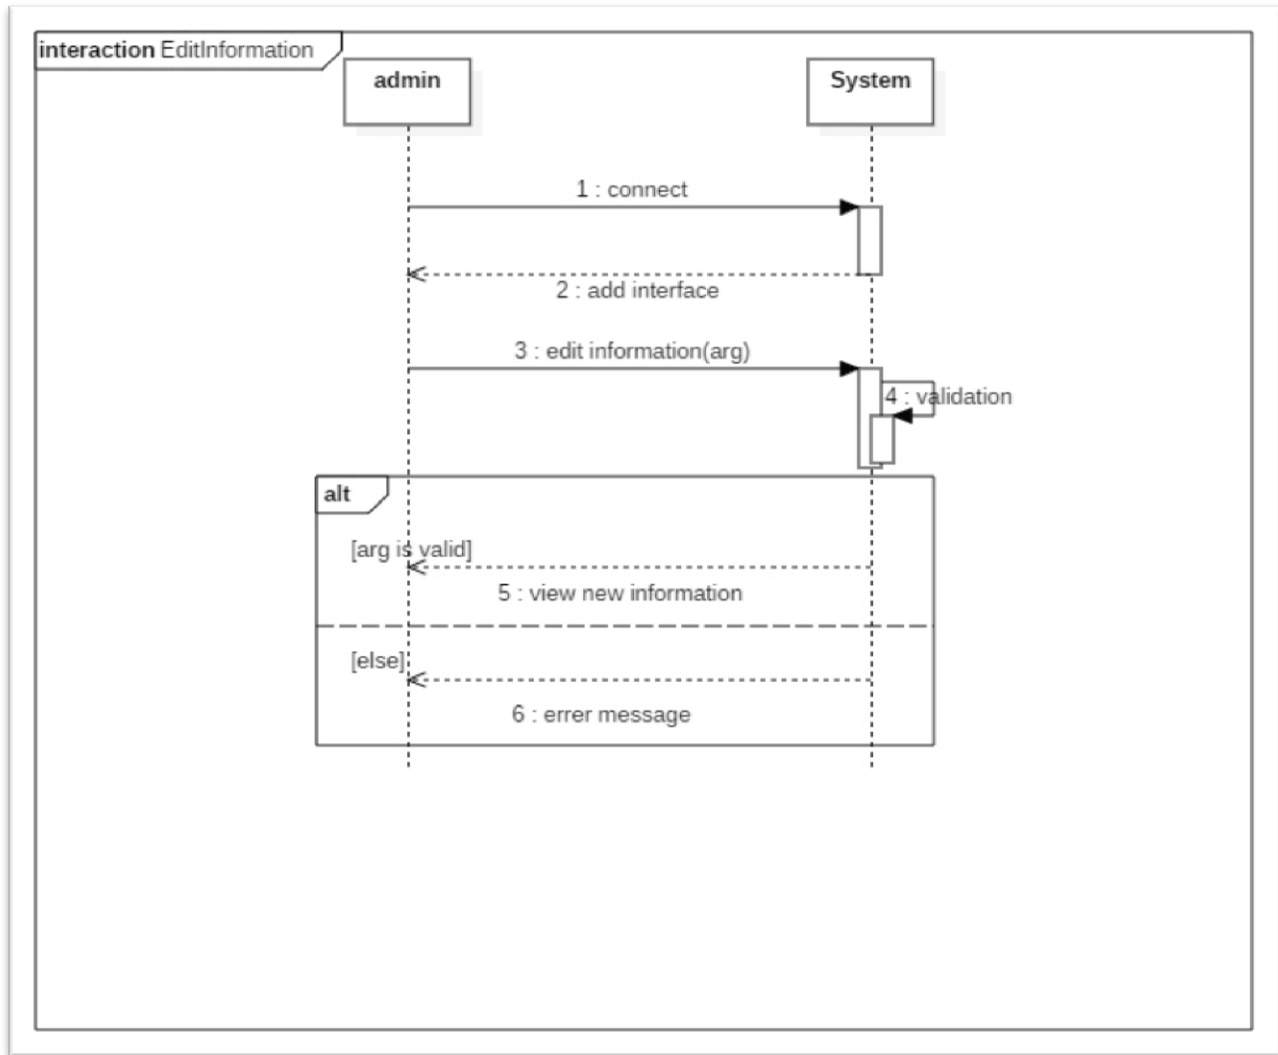 interaction EditInformation
admin
System
1 : connect
2 : add interface
3 : edit information(arg)
4 : validation
alt
[arg is valid]
5 : view new information
[else]
6 : errer message